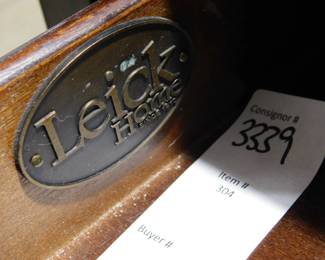 Leick
HOME
Consignor #
3339
Item #
304
Buyer #